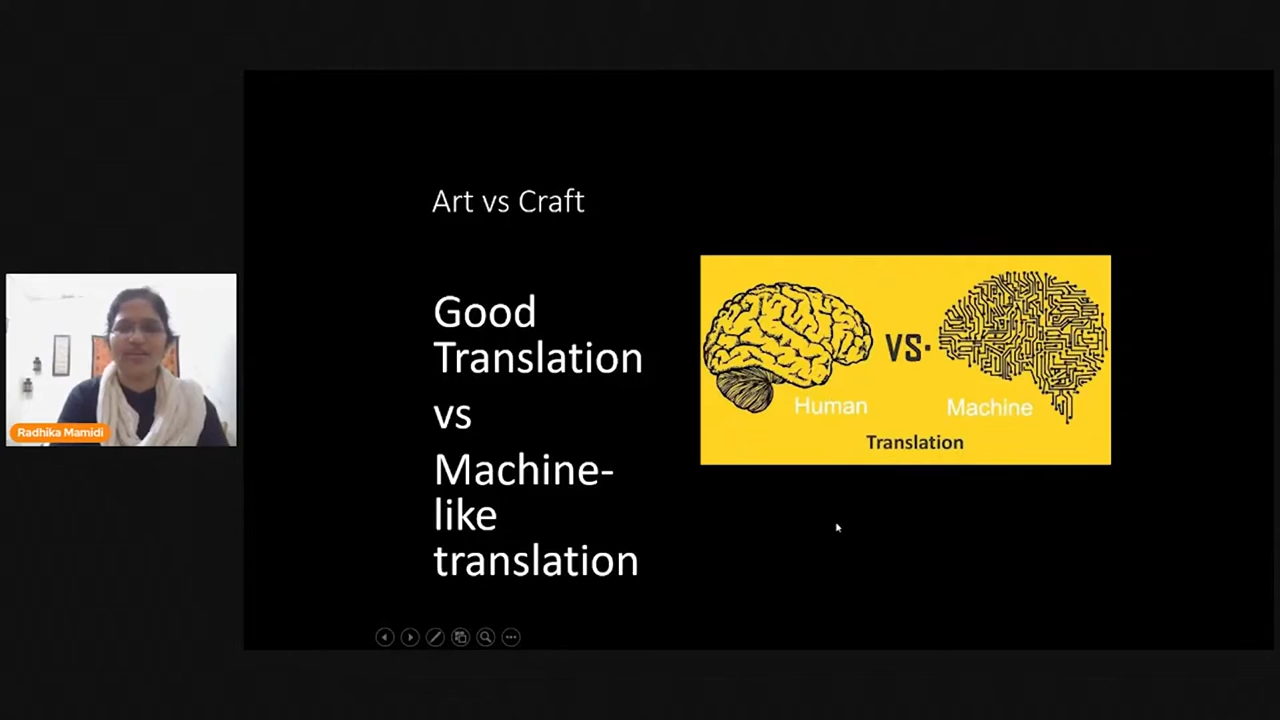 Art vs Craft
Good
Translation
vs
Machine-
like
translation
VS.
Human
Machine
Translation
Radhika Mamidi